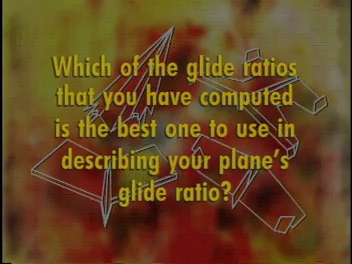 Which of the glide ratios
that you have computed
is the best one to use in
describing your plane's
glide ratio?